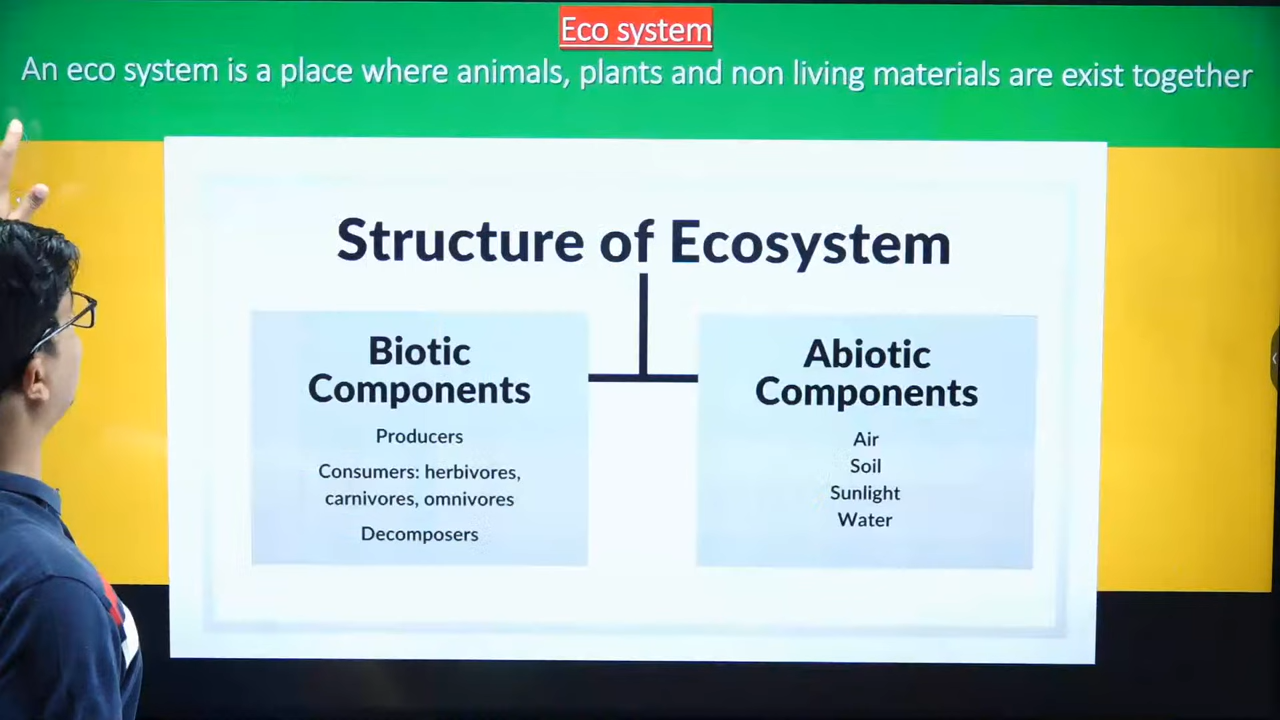 Eco system
An eco system is a place where animals, plants and non living materials are exist together
Structure of Ecosystem
Biotic
Components
Producers
Consumers: herbivores,
carnivores, omnivores
Decomposers
Abiotic
Components
Air
Soil
Sunlight
Water